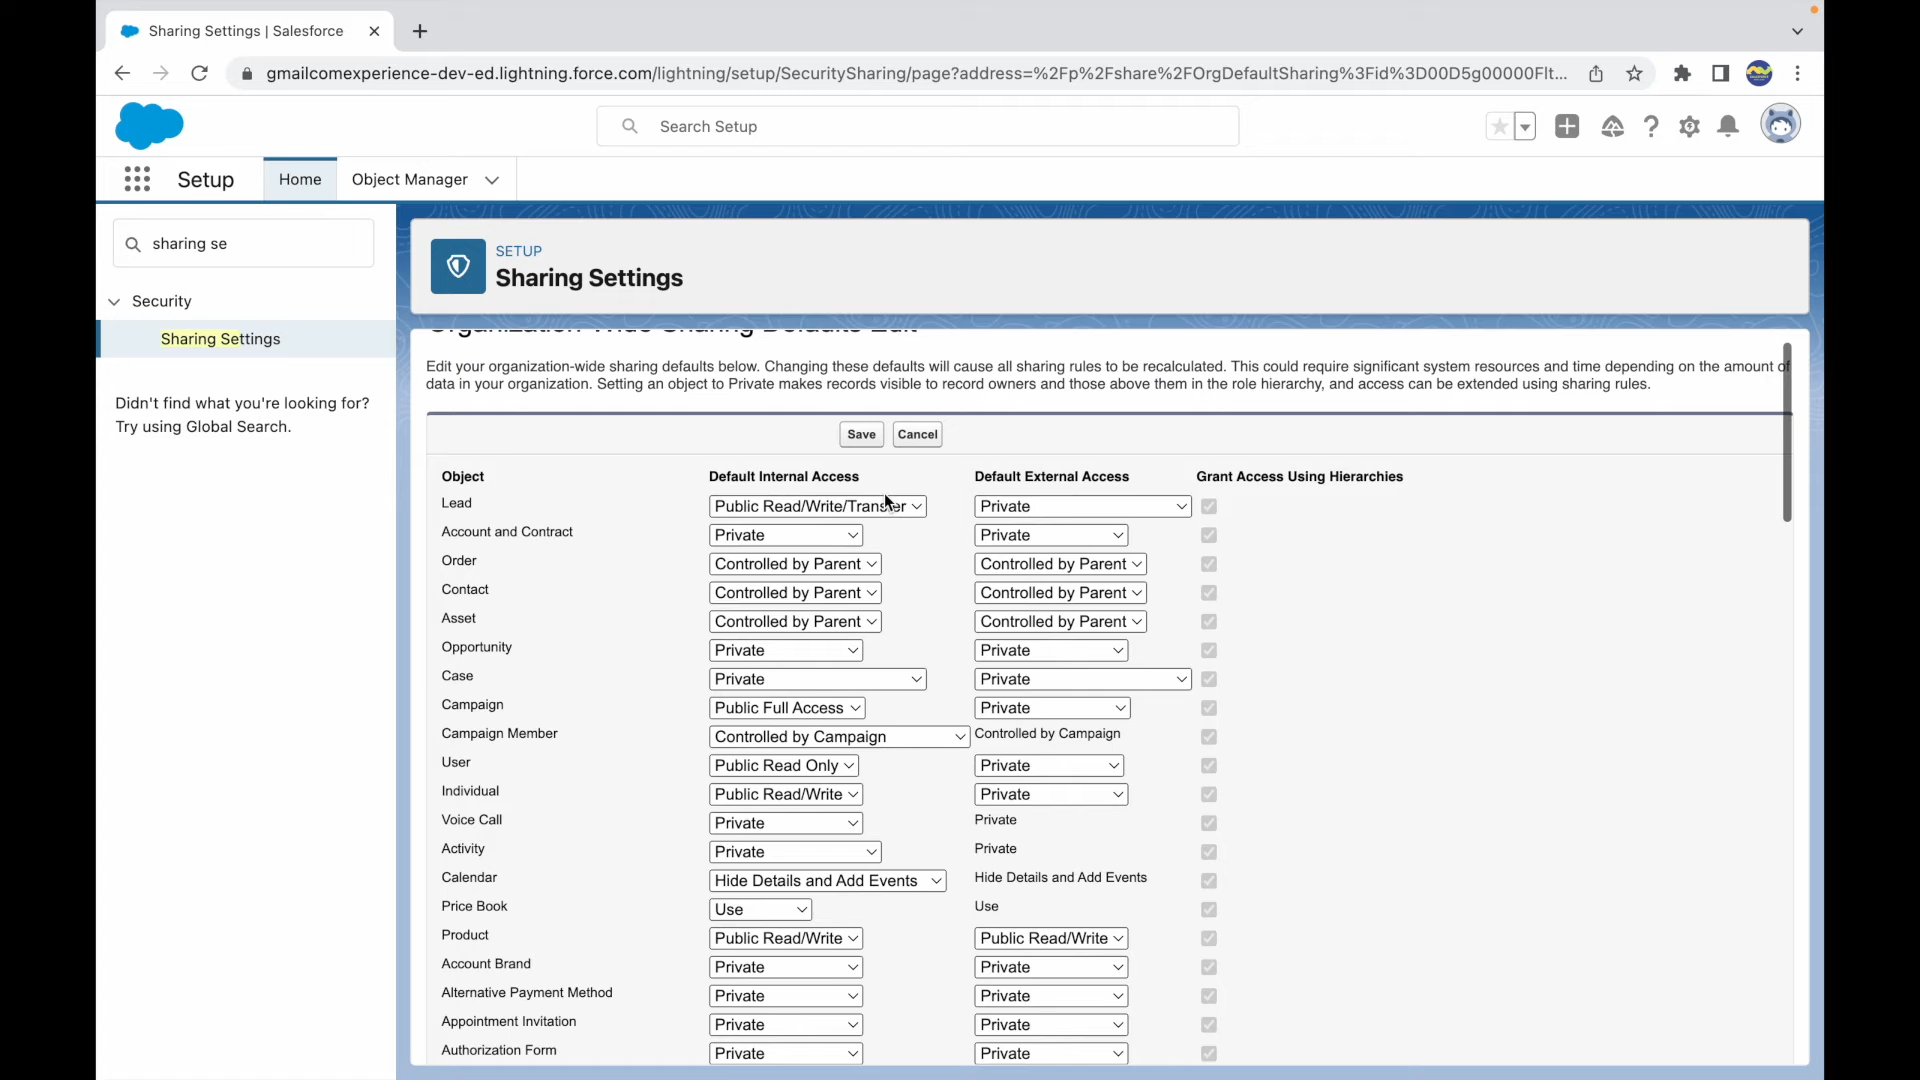 Sharing Settings | Salesforce
gmailcomexperience-dev-ed.lightning.force.com/lightning/setup/SecuritySharing/page?address=%2Fp%2Fshare%2FOrgDefaultSharing%3Fid%3D00D5g00000Flt...
Search Setup
Setup Home Object Manager
sharing se
Security
Sharing Settings
Didn't find what you're looking for?
Try using Global Search.
SETUP
Sharing Settings
Organization-Wide Sharing Defaults Edit
Edit your organization-wide sharing defaults below. Changing these defaults will cause all sharing rules to be recalculated. This could require significant system resources and time depending on the amount of
data in your organization. Setting an object to Private makes records visible to record owners and those above them in the role hierarchy, and access can be extended using sharing rules.
Save Cancel
Object Default Internal Access Default External Access Grant Access Using Hierarchies
Lead Public Read/Write/Transfer Private
Account and Contract Private Private
Order Controlled by Parent Controlled by Parent
Contact Controlled by Parent Controlled by Parent
Asset Controlled by Parent Controlled by Parent
Opportunity Private Private
Case Private Private
Campaign Public Full Access Private
Campaign Member Controlled by Campaign Controlled by Campaign
User Public Read Only Private
Individual Public Read/Write Private
Voice Call Private Private
Activity Private Private
Calendar Hide Details and Add Events Hide Details and Add Events
Price Book Use Use
Product Public Read/Write Public Read/Write
Account Brand Private Private
Alternative Payment Method Private Private
Appointment Invitation Private Private
Authorization Form Private Private